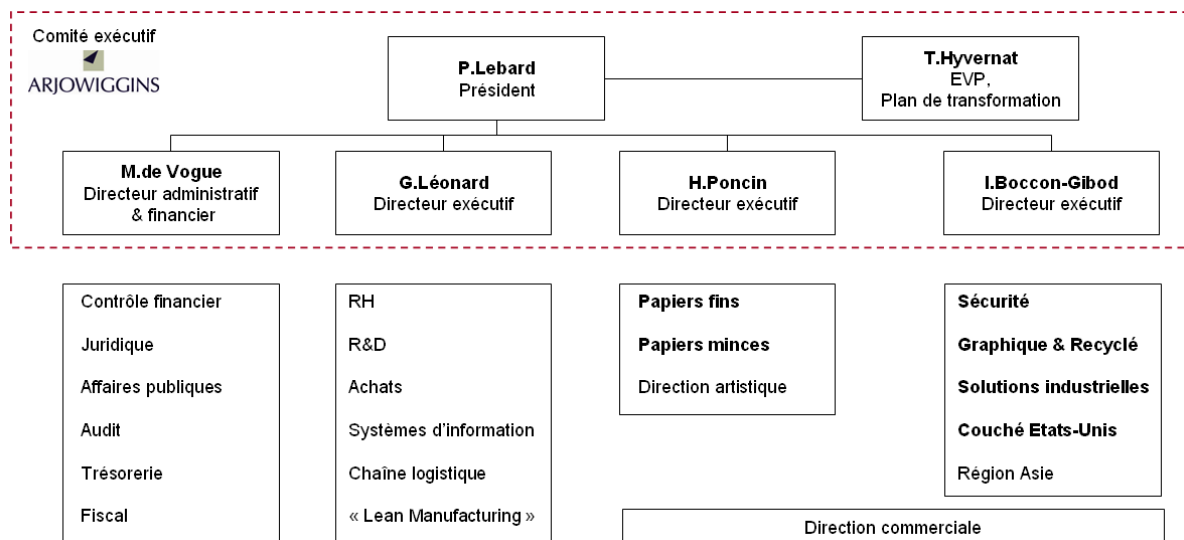 Comité exécutif
ARJOWIGGINS
P.Lebard
Président
T.Hyvernat
EVP,
Plan de transformation
M.de Vogue
Directeur administratif
& financier
G.Léonard
Directeur exécutif
H.Poncin
Directeur exécutif
I.Boccon-Gibod
Directeur exécutif
Contrôle financier
Juridique
Affaires publiques
Audit
Trésorerie
Fiscal
RH
R&D
Achats
Systèmes d’information
Chaîne logistique
« Lean Manufacturing »
Papiers fins
Papiers minces
Direction artistique
Sécurité
Graphique & Recyclé
Solutions industrielles
Couché Etats-Unis
Région Asie
Direction commerciale